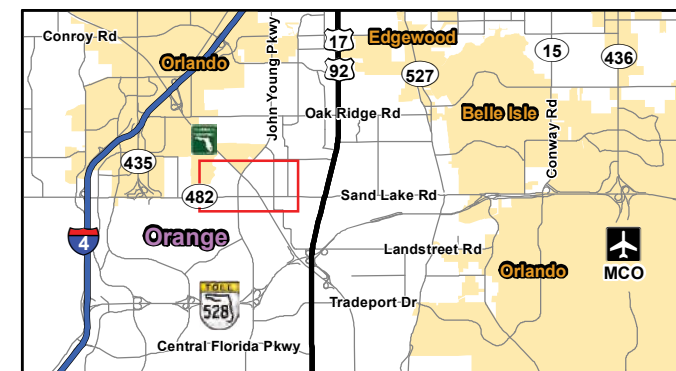 Conroy Rd
Orlando
John Young Pkwy
17
92
Edgewood
527
15
436
Oak Ridge Rd
Belle Isle
Conway Rd
435
482
Sand Lake Rd
Orange
4
Landstreet Rd
Orlando
MCO
TOLL
528
Tradeport Dr
Central Florida Pkwy